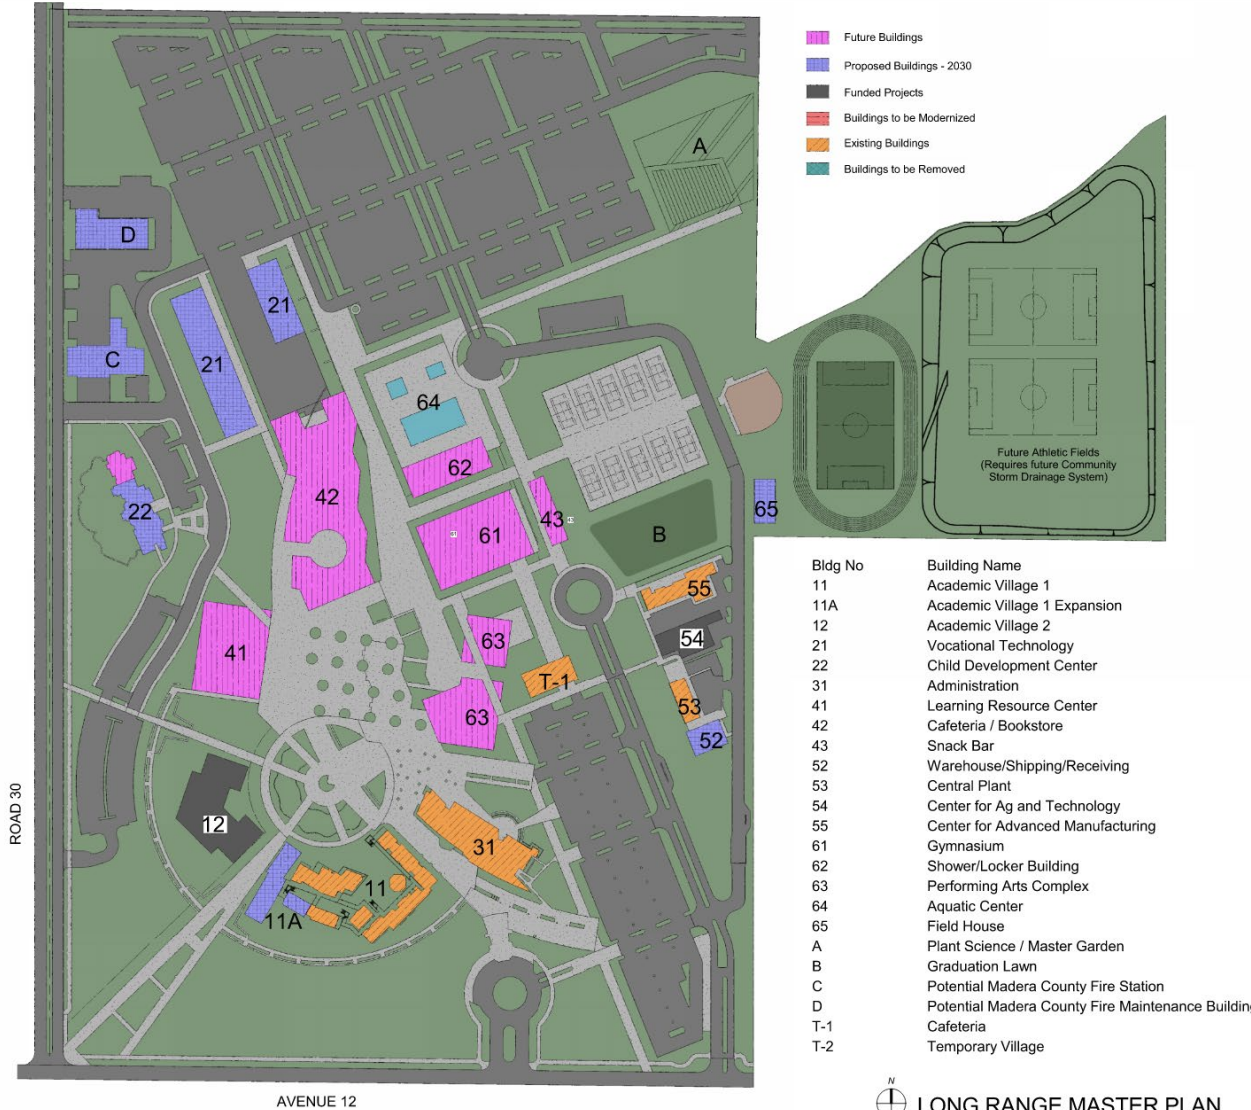 Future Buildings
Proposed Buildings - 2030
Funded Projects
Buildings to be Modernized
Existing Buildings
Buildings to be Removed
A
D
21
C
21
64
62
42
43
61
22
B
65
55
54
63
41
T-1
53
63
52
12
31
11
11A
Future Athletic Fields
(Requires future Community
Storm Drainage System)
ROAD 30
AVENUE 12
Bldg No Building Name
11 Academic Village 1
11A Academic Village 1 Expansion
12 Academic Village 2
21 Vocational Technology
22 Child Development Center
31 Administration
41 Learning Resource Center
42 Cafeteria / Bookstore
43 Snack Bar
52 Warehouse/Shipping/Receiving
53 Central Plant
54 Center for Ag and Technology
55 Center for Advanced Manufacturing
61 Gymnasium
62 Shower/Locker Building
63 Performing Arts Complex
64 Aquatic Center
65 Field House
A Plant Science / Master Garden
B Graduation Lawn
C Potential Madera County Fire Station
D Potential Madera County Fire Maintenance Building
T-1 Cafeteria
T-2 Temporary Village
N
LONG RANGE MASTER PLAN